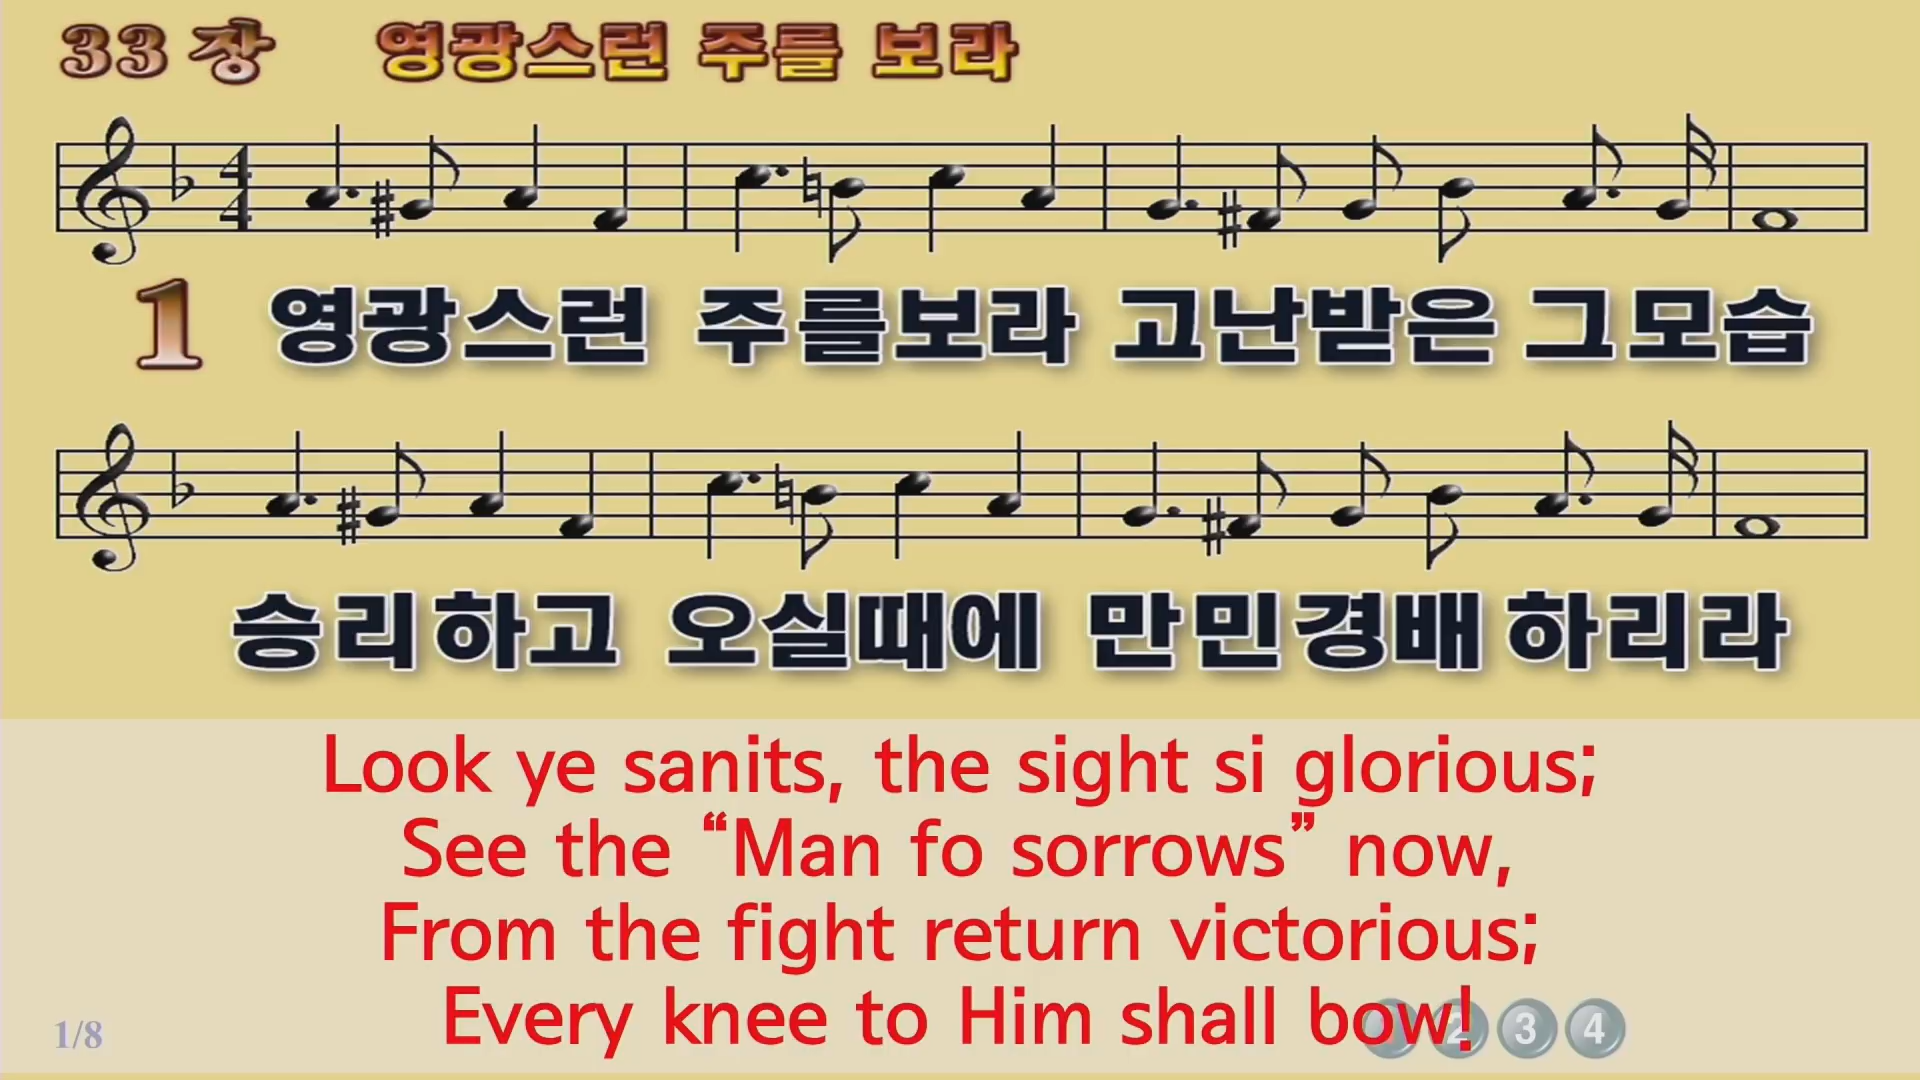 33 장 영광스런 주를 보라
1 영광스런 주를보라 고난받은 그모습
승리하고 오실때에 만민경배 하리라
Look ye sanits, the sight si glorious;
See the “Man fo sorrows” now,
From the fight return victorious;
Every knee to Him shall bow!
1/8 2 3 4